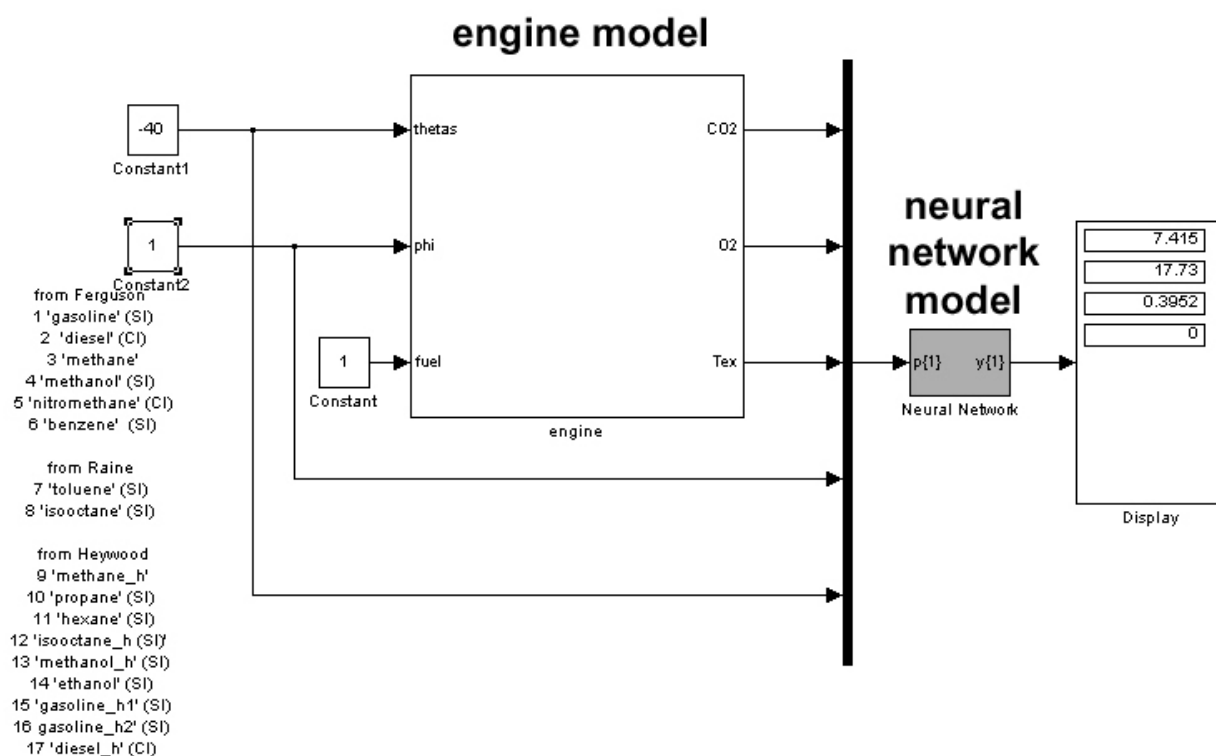 engine model
-40
Constant1
thetas
CO2
1
Constant2
phi
O2
neural
network
model
7.415
17.73
0.3952
0
from Ferguson
1 'gasoline' (SI)
2 'diesel' (CI)
3 'methane'
4 'methanol' (SI)
5 'nitromethane' (CI)
6 'benzene' (SI)
1
Constant
fuel
Tex
engine
p{1} y{1}
Neural Network
Display
from Raine
7 'toluene' (SI)
8 'isooctane' (SI)
from Heywood
9 'methane_h'
10 'propane' (SI)
11 'hexane' (SI)
12 'isooctane_h (SI)'
13 'methanol_h' (SI)
14 'ethanol' (SI)
15 'gasoline_h1' (SI)
16 gasoline_h2' (SI)
17 'diesel_h' (CI)